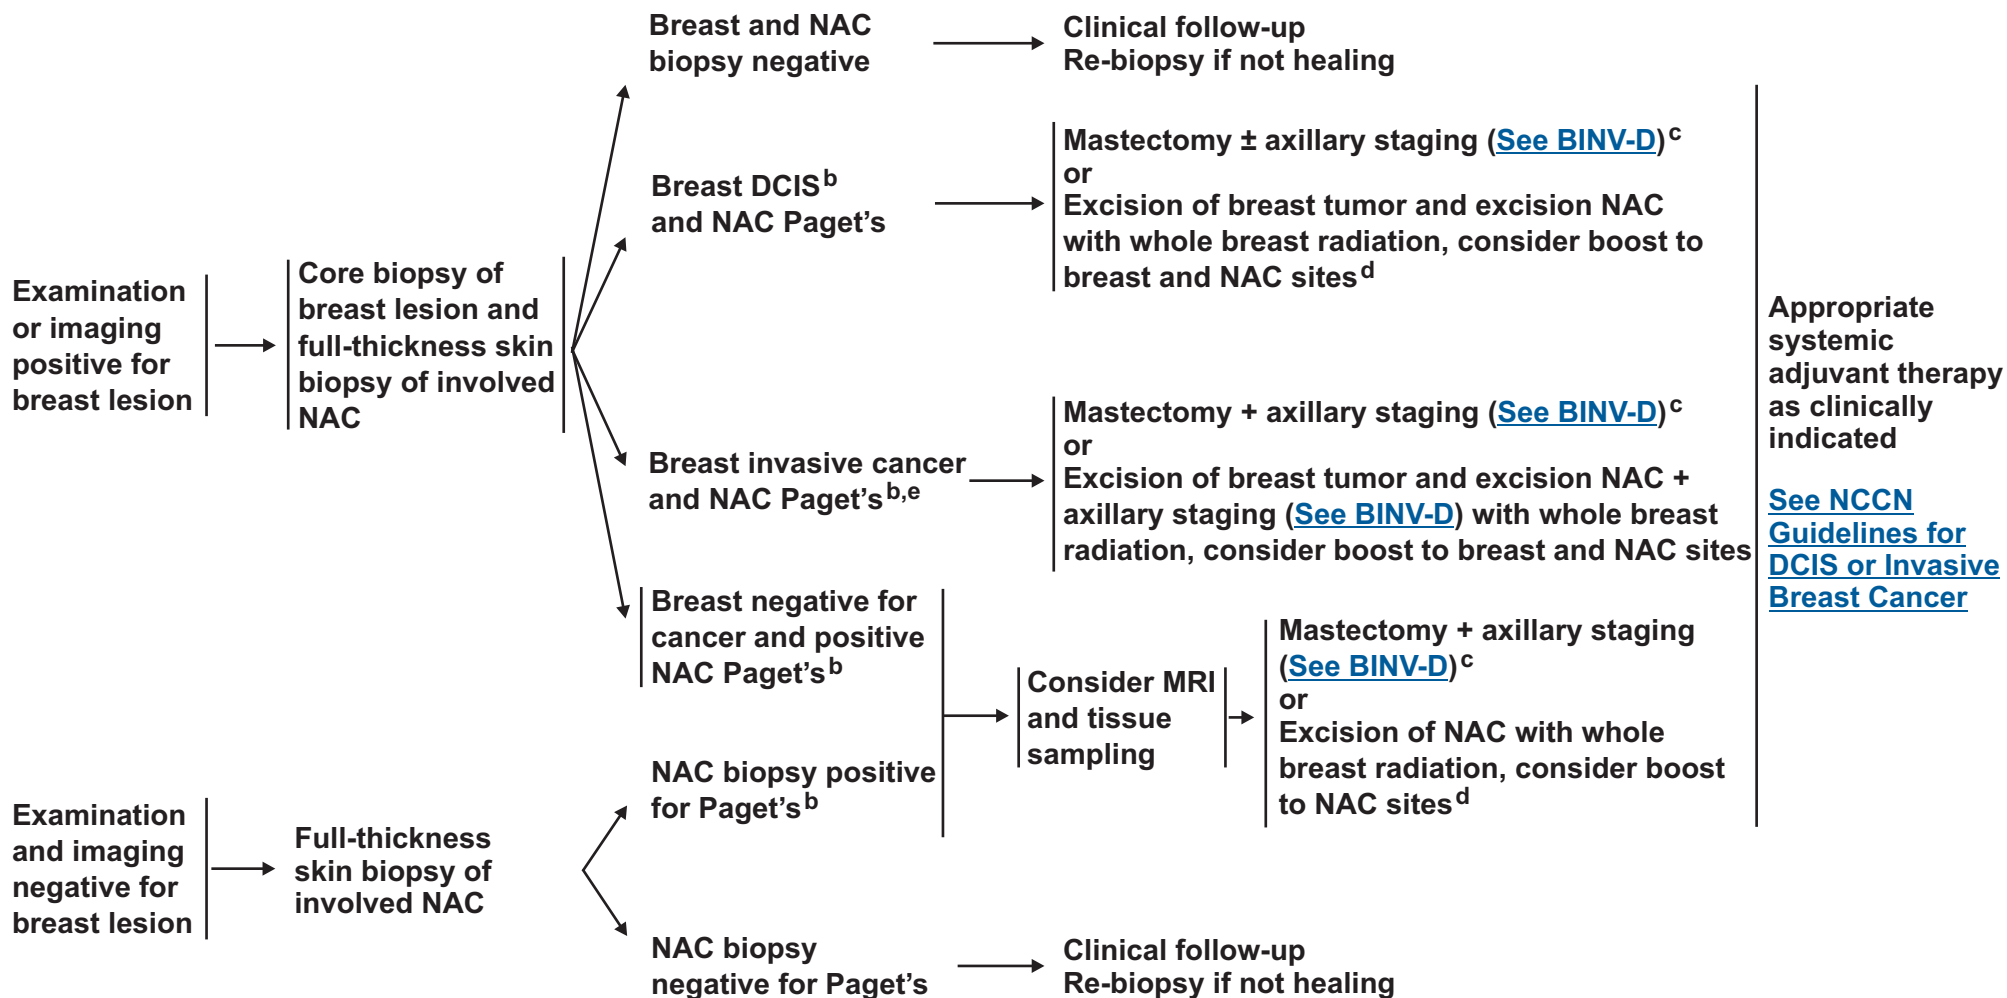 Examination
or imaging
positive for
breast lesion
Core biopsy of
breast lesion and
full-thickness skin
biopsy of involved
NAC
Breast and NAC
biopsy negative
Clinical follow-up
Re-biopsy if not healing
Breast DCISb
and NAC Paget’s
Mastectomy ± axillary staging (See BINV-D)c
or
Excision of breast tumor and excision NAC
with whole breast radiation, consider boost to
breast and NAC sitesd
Breast invasive cancer
and NAC Paget’sb,e
Mastectomy + axillary staging (See BINV-D)c
or
Excision of breast tumor and excision NAC +
axillary staging (See BINV-D) with whole breast
radiation, consider boost to breast and NAC sites
Breast negative for
cancer and positive
NAC Paget’sb
Examination
and imaging
negative for
breast lesion
Full-thickness
skin biopsy of
involved NAC
NAC biopsy positive
for Paget’sb
Consider MRI
and tissue
sampling
Mastectomy + axillary staging
(See BINV-D)c
or
Excision of NAC with whole
breast radiation, consider boost
to NAC sitesd
NAC biopsy
negative for Paget’s
Clinical follow-up
Re-biopsy if not healing
Appropriate
systemic
adjuvant therapy
as clinically
indicated
See NCCN
Guidelines for
DCIS or Invasive
Breast Cancer